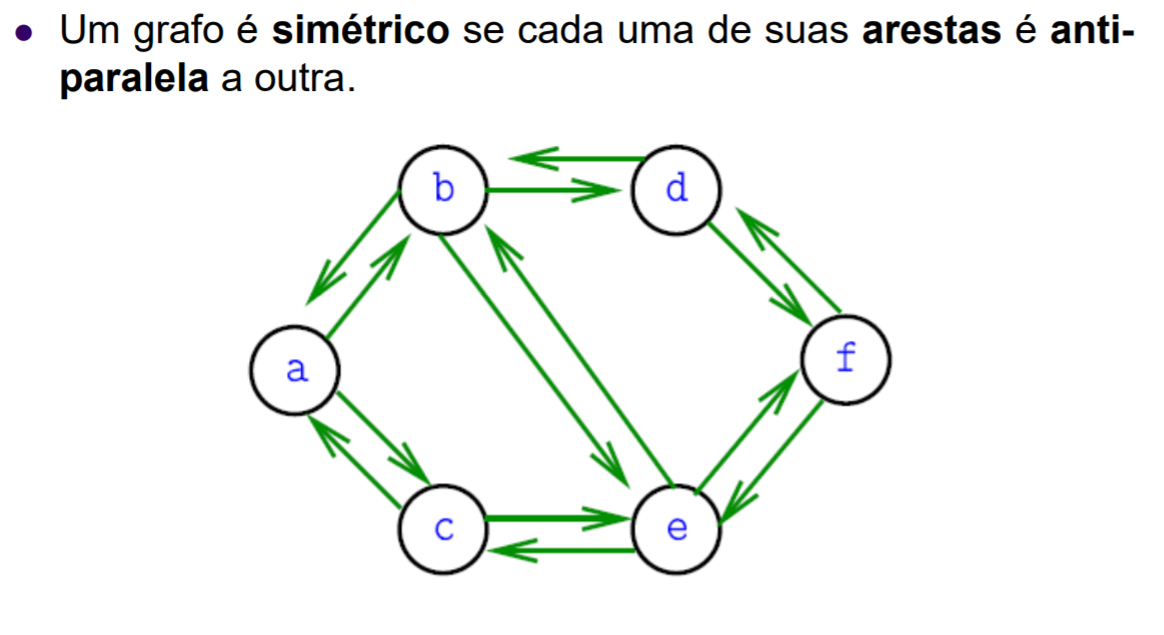 • Um grafo é simétrico se cada uma de suas arestas é anti-
paralela a outra.
b
d
a
f
c
e